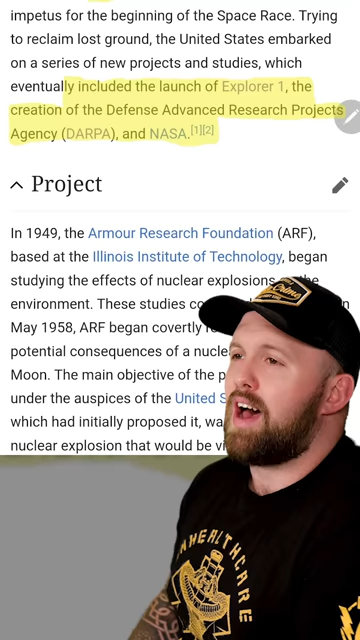 impetus for the beginning of the Space Race. Trying
to reclaim lost ground, the United States embarked
on a series of new projects and studies, which
eventually included the launch of Explorer 1, the
creation of the Defense Advanced Research Projects
Agency (DARPA), and NASA.[1][2]
Project
In 1949, the Armour Research Foundation (ARF),
based at the Illinois Institute of Technology, began
studying the effects of nuclear explosions the
environment. These studies
May 1958, ARF began covertly
potential consequences of a
Moon. The main objective of the
under the auspices of the United
which had initially proposed it,
nuclear explosion that would be